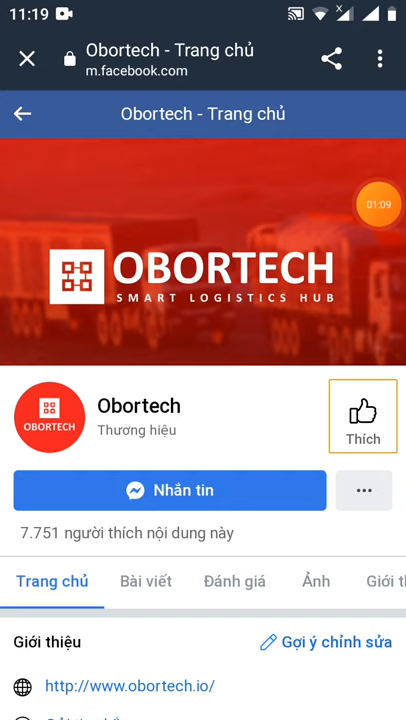 11:19
Obortech - Trang chủ
m.facebook.com
Obortech - Trang chủ
01:09
OBORTECH
SMART LOGISTICS HUB
OBORTECH
Obortech
Thương hiệu
Thích
Nhắn tin
7.751 người thích nội dung này
Trang chủ Bài viết Đánh giá Ảnh Giới
Giới thiệu
Gợi ý chỉnh sửa
http://www.obortech.io/